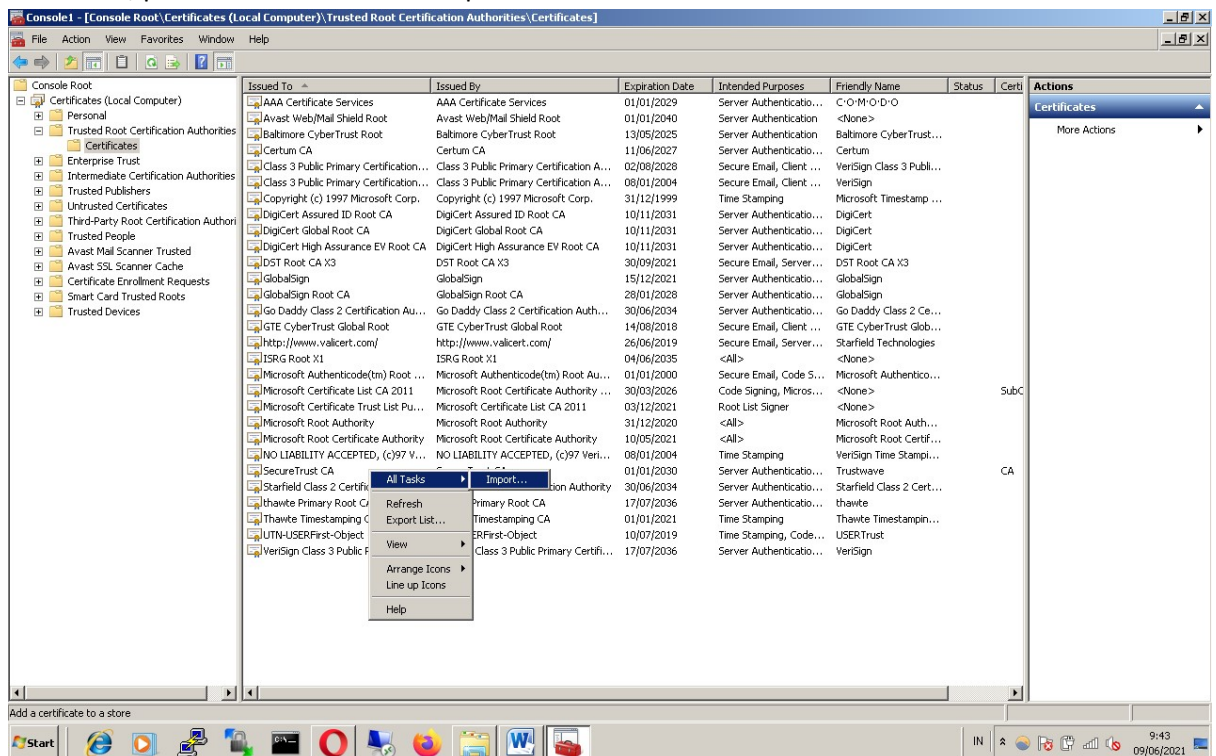 Console1 - [Console Root\Certificates (Local Computer)\Trusted Root Certification Authorities\Certificates]
File Action View Favorites Window Help
Console Root
Certificates (Local Computer)
Personal
Trusted Root Certification Authorities
Certificates
Enterprise Trust
Intermediate Certification Authorities
Trusted Publishers
Untrusted Certificates
Third-Party Root Certification Authori
Trusted People
Avast Mail Scanner Trusted
Avast SSL Scanner Cache
Certificate Enrollment Requests
Smart Card Trusted Roots
Trusted Devices
Issued To Issued By Expiration Date Intended Purposes Friendly Name Status Certi
AAA Certificate Services AAA Certificate Services 01/01/2029 Server Authenticatio... C·O·M·O·D·O
Avast Web/Mail Shield Root Avast Web/Mail Shield Root 01/01/2040 Server Authentication <None>
Baltimore CyberTrust Root Baltimore CyberTrust Root 13/05/2025 Server Authentication Baltimore CyberTrust...
Certum CA Certum CA 11/06/2027 Server Authenticatio... Certum
Class 3 Public Primary Certification... Class 3 Public Primary Certification A... 02/08/2028 Secure Email, Client ... VeriSign Class 3 Publi...
Class 3 Public Primary Certification... Class 3 Public Primary Certification A... 08/01/2004 Secure Email, Client ... VeriSign
Copyright (c) 1997 Microsoft Corp. Copyright (c) 1997 Microsoft Corp. 31/12/1999 Time Stamping Microsoft Timestamp ...
DigiCert Assured ID Root CA DigiCert Assured ID Root CA 10/11/2031 Server Authenticatio... DigiCert
DigiCert Global Root CA DigiCert Global Root CA 10/11/2031 Server Authenticatio... DigiCert
DigiCert High Assurance EV Root CA DigiCert High Assurance EV Root CA 10/11/2031 Server Authenticatio... DigiCert
DST Root CA X3 DST Root CA X3 30/09/2021 Secure Email, Server... DST Root CA X3
GlobalSign GlobalSign 15/12/2021 Server Authenticatio... GlobalSign
GlobalSign Root CA GlobalSign Root CA 28/01/2028 Server Authenticatio... GlobalSign
Go Daddy Class 2 Certification Au... Go Daddy Class 2 Certification Auth... 30/06/2034 Server Authenticatio... Go Daddy Class 2 Ce...
GTE CyberTrust Global Root GTE CyberTrust Global Root 14/08/2018 Secure Email, Client ... GTE CyberTrust Glob...
http://www.valicert.com/ http://www.valicert.com/ 26/06/2019 Secure Email, Server... Starfield Technologies
ISRG Root X1 ISRG Root X1 04/06/2035 <All> <None>
Microsoft Authenticode(tm) Root ... Microsoft Authenticode(tm) Root Au... 01/01/2000 Secure Email, Code S... Microsoft Authentico...
Microsoft Certificate List CA 2011 Microsoft Root Certificate Authority ... 30/03/2026 Code Signing, Micros... <None> SubC
Microsoft Certificate Trust List Pu... Microsoft Certificate List CA 2011 03/12/2021 Root List Signer <None>
Microsoft Root Authority Microsoft Root Authority 31/12/2020 <All> Microsoft Root Auth...
Microsoft Root Certificate Authority Microsoft Root Certificate Authority 10/05/2021 <All> Microsoft Root Certif...
NO LIABILITY ACCEPTED, (c)97 V... NO LIABILITY ACCEPTED, (c)97 Veri... 08/01/2004 Time Stamping VeriSign Time Stampi...
SecureTrust CA 01/01/2030 Server Authenticatio... Trustwave CA
Starfield Class 2 Certific tion Authority 30/06/2034 Server Authenticatio... Starfield Class 2 Cert...
thawte Primary Root CA Primary Root CA 17/07/2036 Server Authenticatio... thawte
Thawte Timestamping C Timestamping CA 01/01/2021 Time Stamping Thawte Timestampin...
UTN-USERFirst-Object ERFirst-Object 10/07/2019 Time Stamping, Code... USERTrust
VeriSign Class 3 Public P Class 3 Public Primary Certifi... 17/07/2036 Server Authenticatio... VeriSign
All Tasks
Import...
Refresh
Export List...
View
Arrange Icons
Line up Icons
Help
Actions
Certificates
More Actions
Add a certificate to a store
Start
IN
9:43
09/06/2021